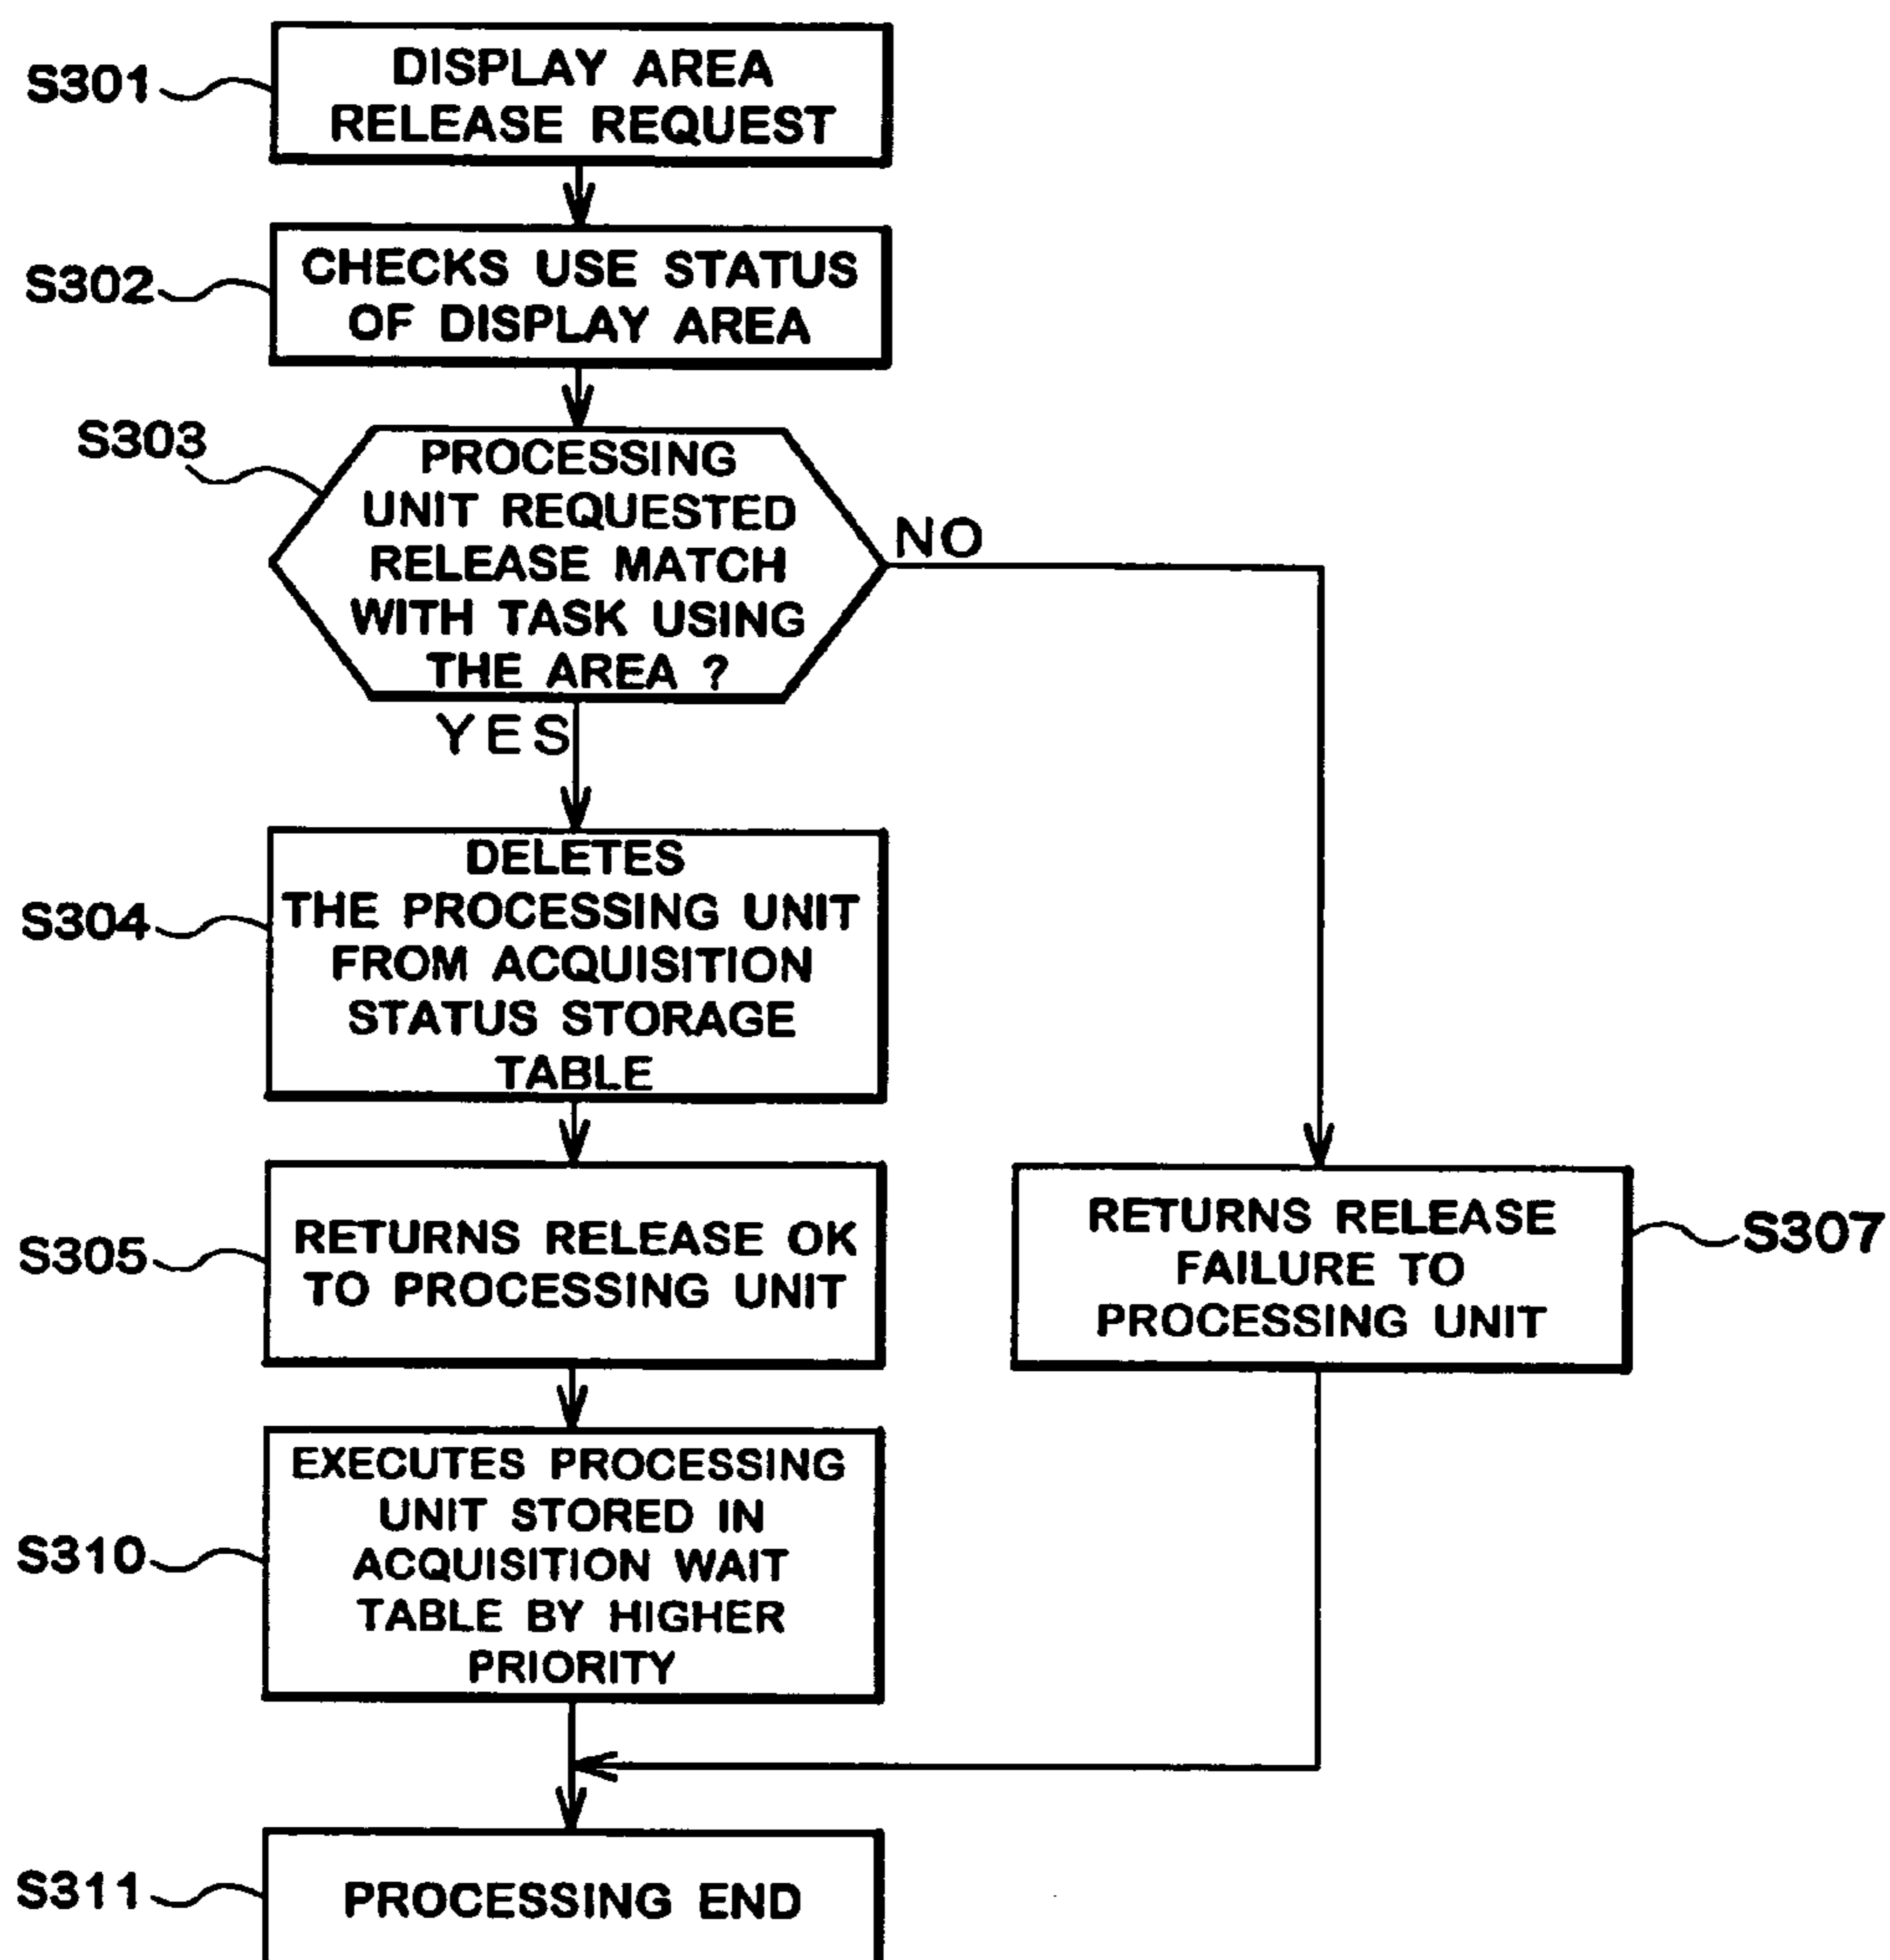 S301
DISPLAY AREA
RELEASE REQUEST
S302
CHECKS USE STATUS
OF DISPLAY AREA
S303
PROCESSING
UNIT REQUESTED
RELEASE MATCH
WITH TASK USING
THE AREA ?
NO
YES
S304
DELETES
THE PROCESSING UNIT
FROM ACQUISITION
STATUS STORAGE
TABLE
S305
RETURNS RELEASE OK
TO PROCESSING UNIT
RETURNS RELEASE
FAILURE TO
PROCESSING UNIT
S307
S310
EXECUTES PROCESSING
UNIT STORED IN
ACQUISITION WAIT
TABLE BY HIGHER
PRIORITY
S311
PROCESSING END